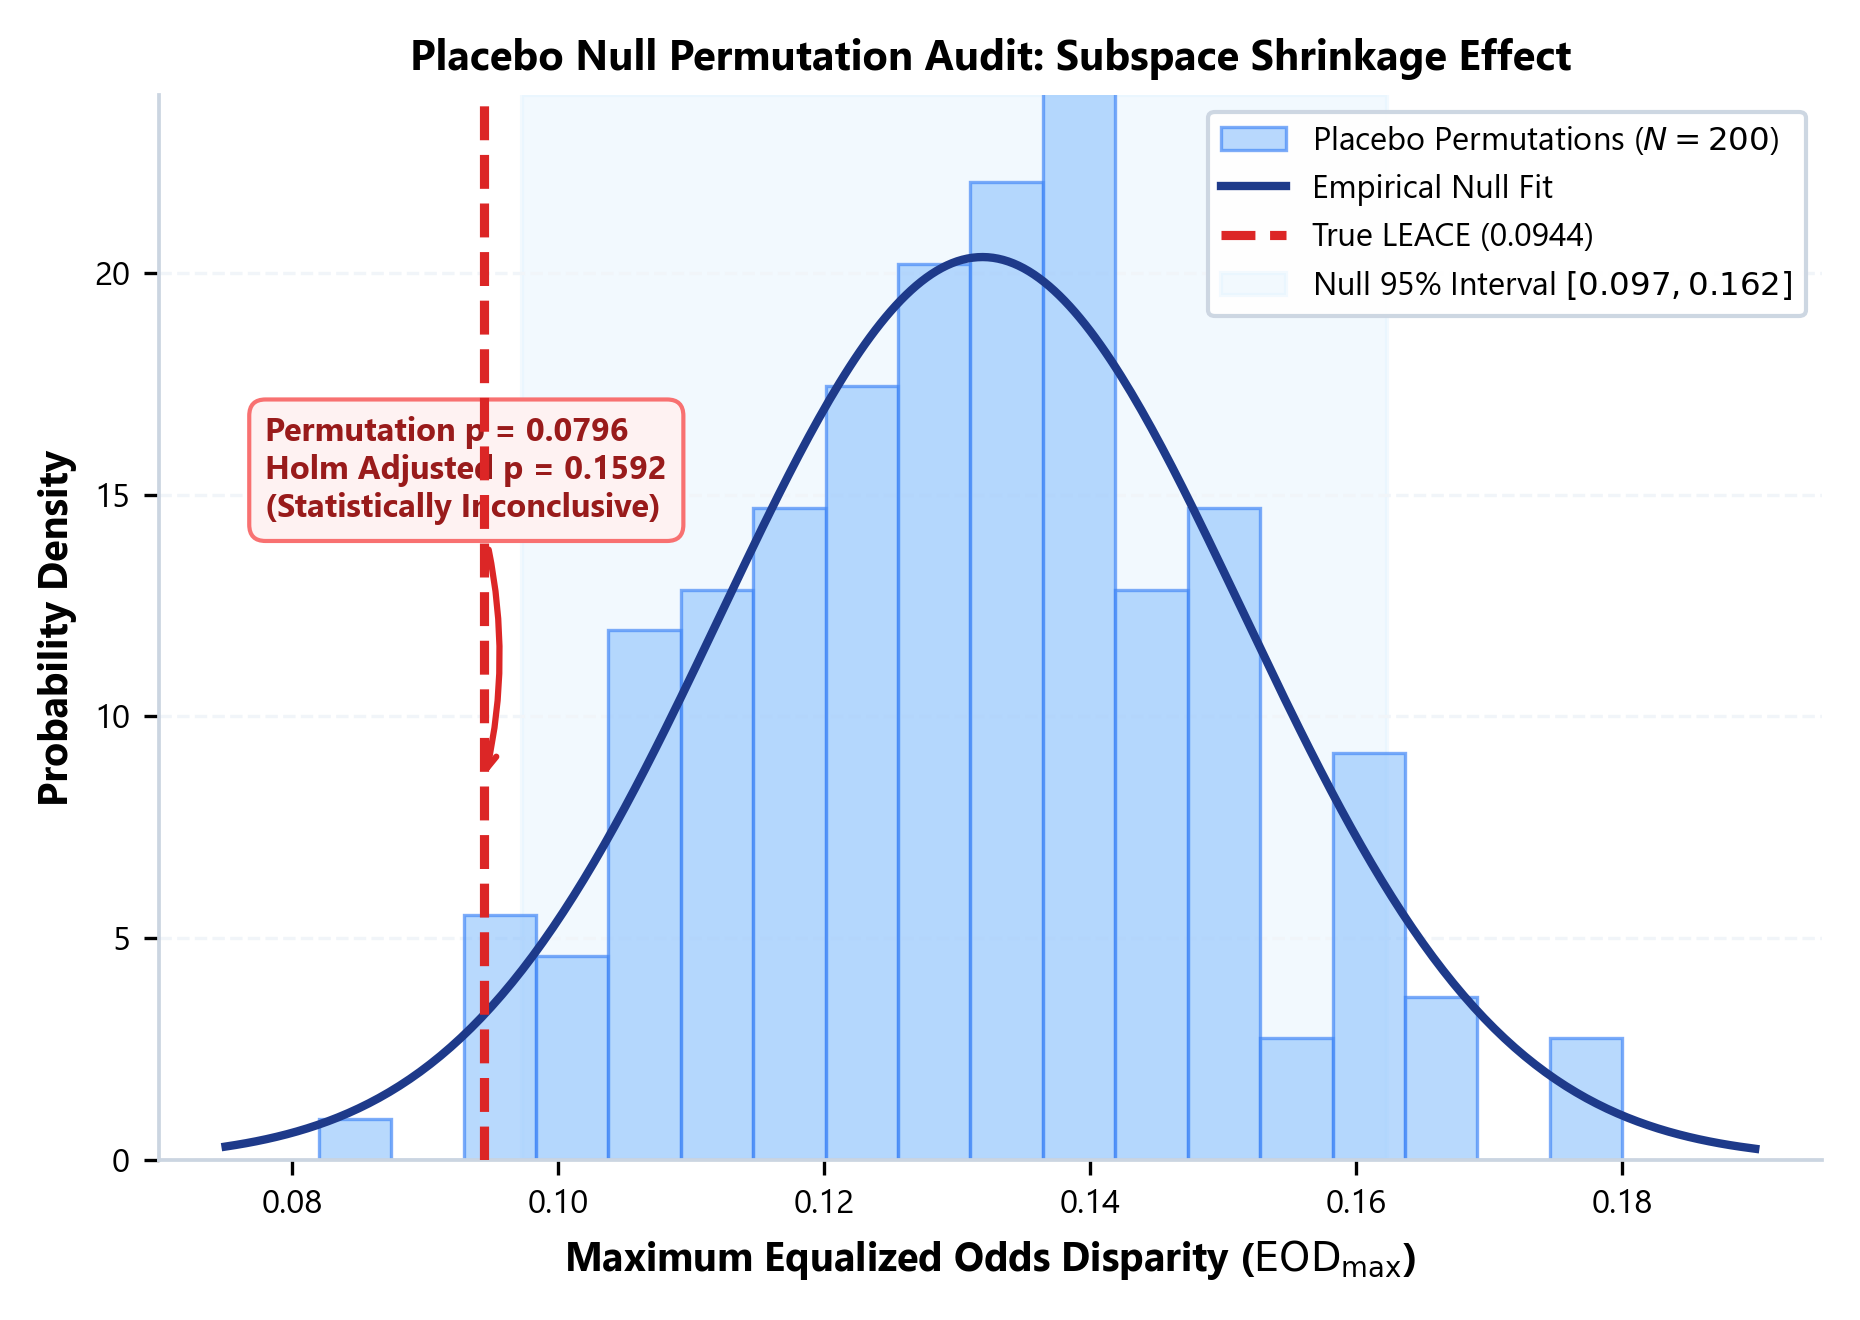 Placebo Null Permutation Audit: Subspace Shrinkage Effect
Placebo Permutations (N = 200)
Empirical Null Fit
True LEACE (0.0944)
Null 95% Interval [0.097, 0.162]
Permutation p = 0.0796
Holm Adjusted p = 0.1592
(Statistically Inconclusive)
Probability Density
20
15
10
5
0
0.08 0.10 0.12 0.14 0.16 0.18
Maximum Equalized Odds Disparity (EODmax)